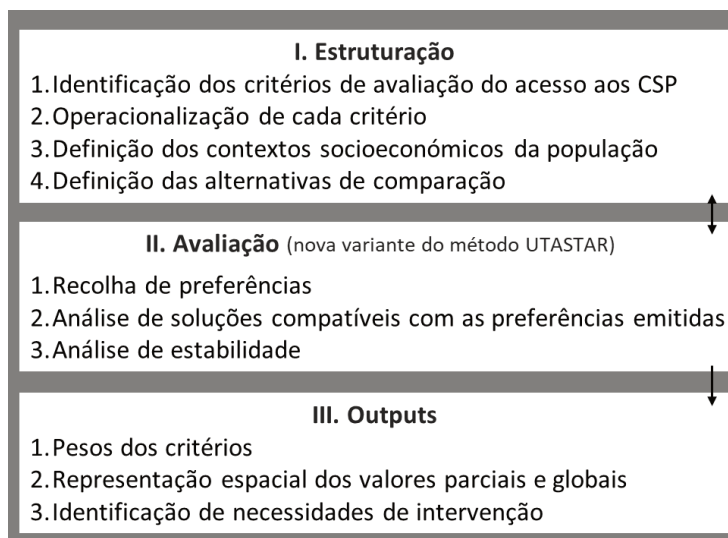 I. Estruturação
1.Identificação dos critérios de avaliação do acesso aos CSP
2.Operacionalização de cada critério
3.Definição dos contextos socioeconómicos da população
4.Definição das alternativas de comparação
II. Avaliação (nova variante do método UTASTAR)
1.Recolha de preferências
2.Análise de soluções compatíveis com as preferências emitidas
3.Análise de estabilidade
III. Outputs
1.Pesos dos critérios
2.Representação espacial dos valores parciais e globais
3.Identificação de necessidades de intervenção